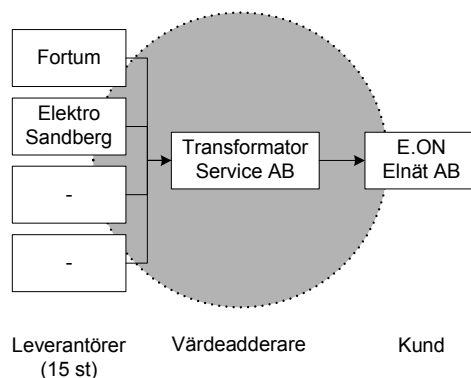 Fortum
Elektro
Sandberg
-
-
Transformator
Service AB
E.ON
Elnät AB
Leverantörer
(15 st)
Värdeadderare
Kund